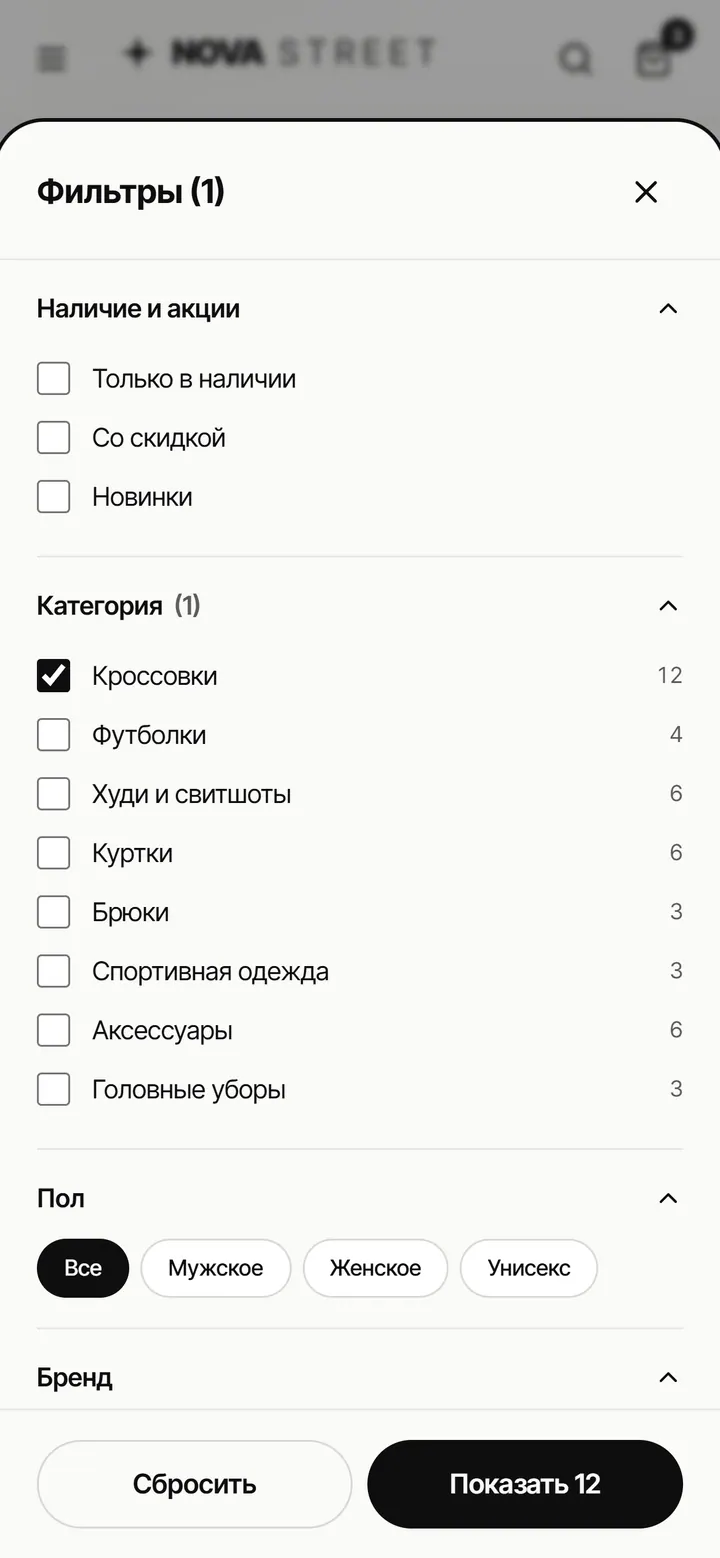 NOVA STREET
Фильтры (1)
Наличие и акции
Только в наличии
Со скидкой
Новинки
Категория (1)
Кроссовки 12
Футболки 4
Худи и свитшоты 6
Куртки 6
Брюки 3
Спортивная одежда 3
Аксессуары 6
Головные уборы 3
Пол
Все Мужское Женское Унисекс
Бренд
Сбросить Показать 12